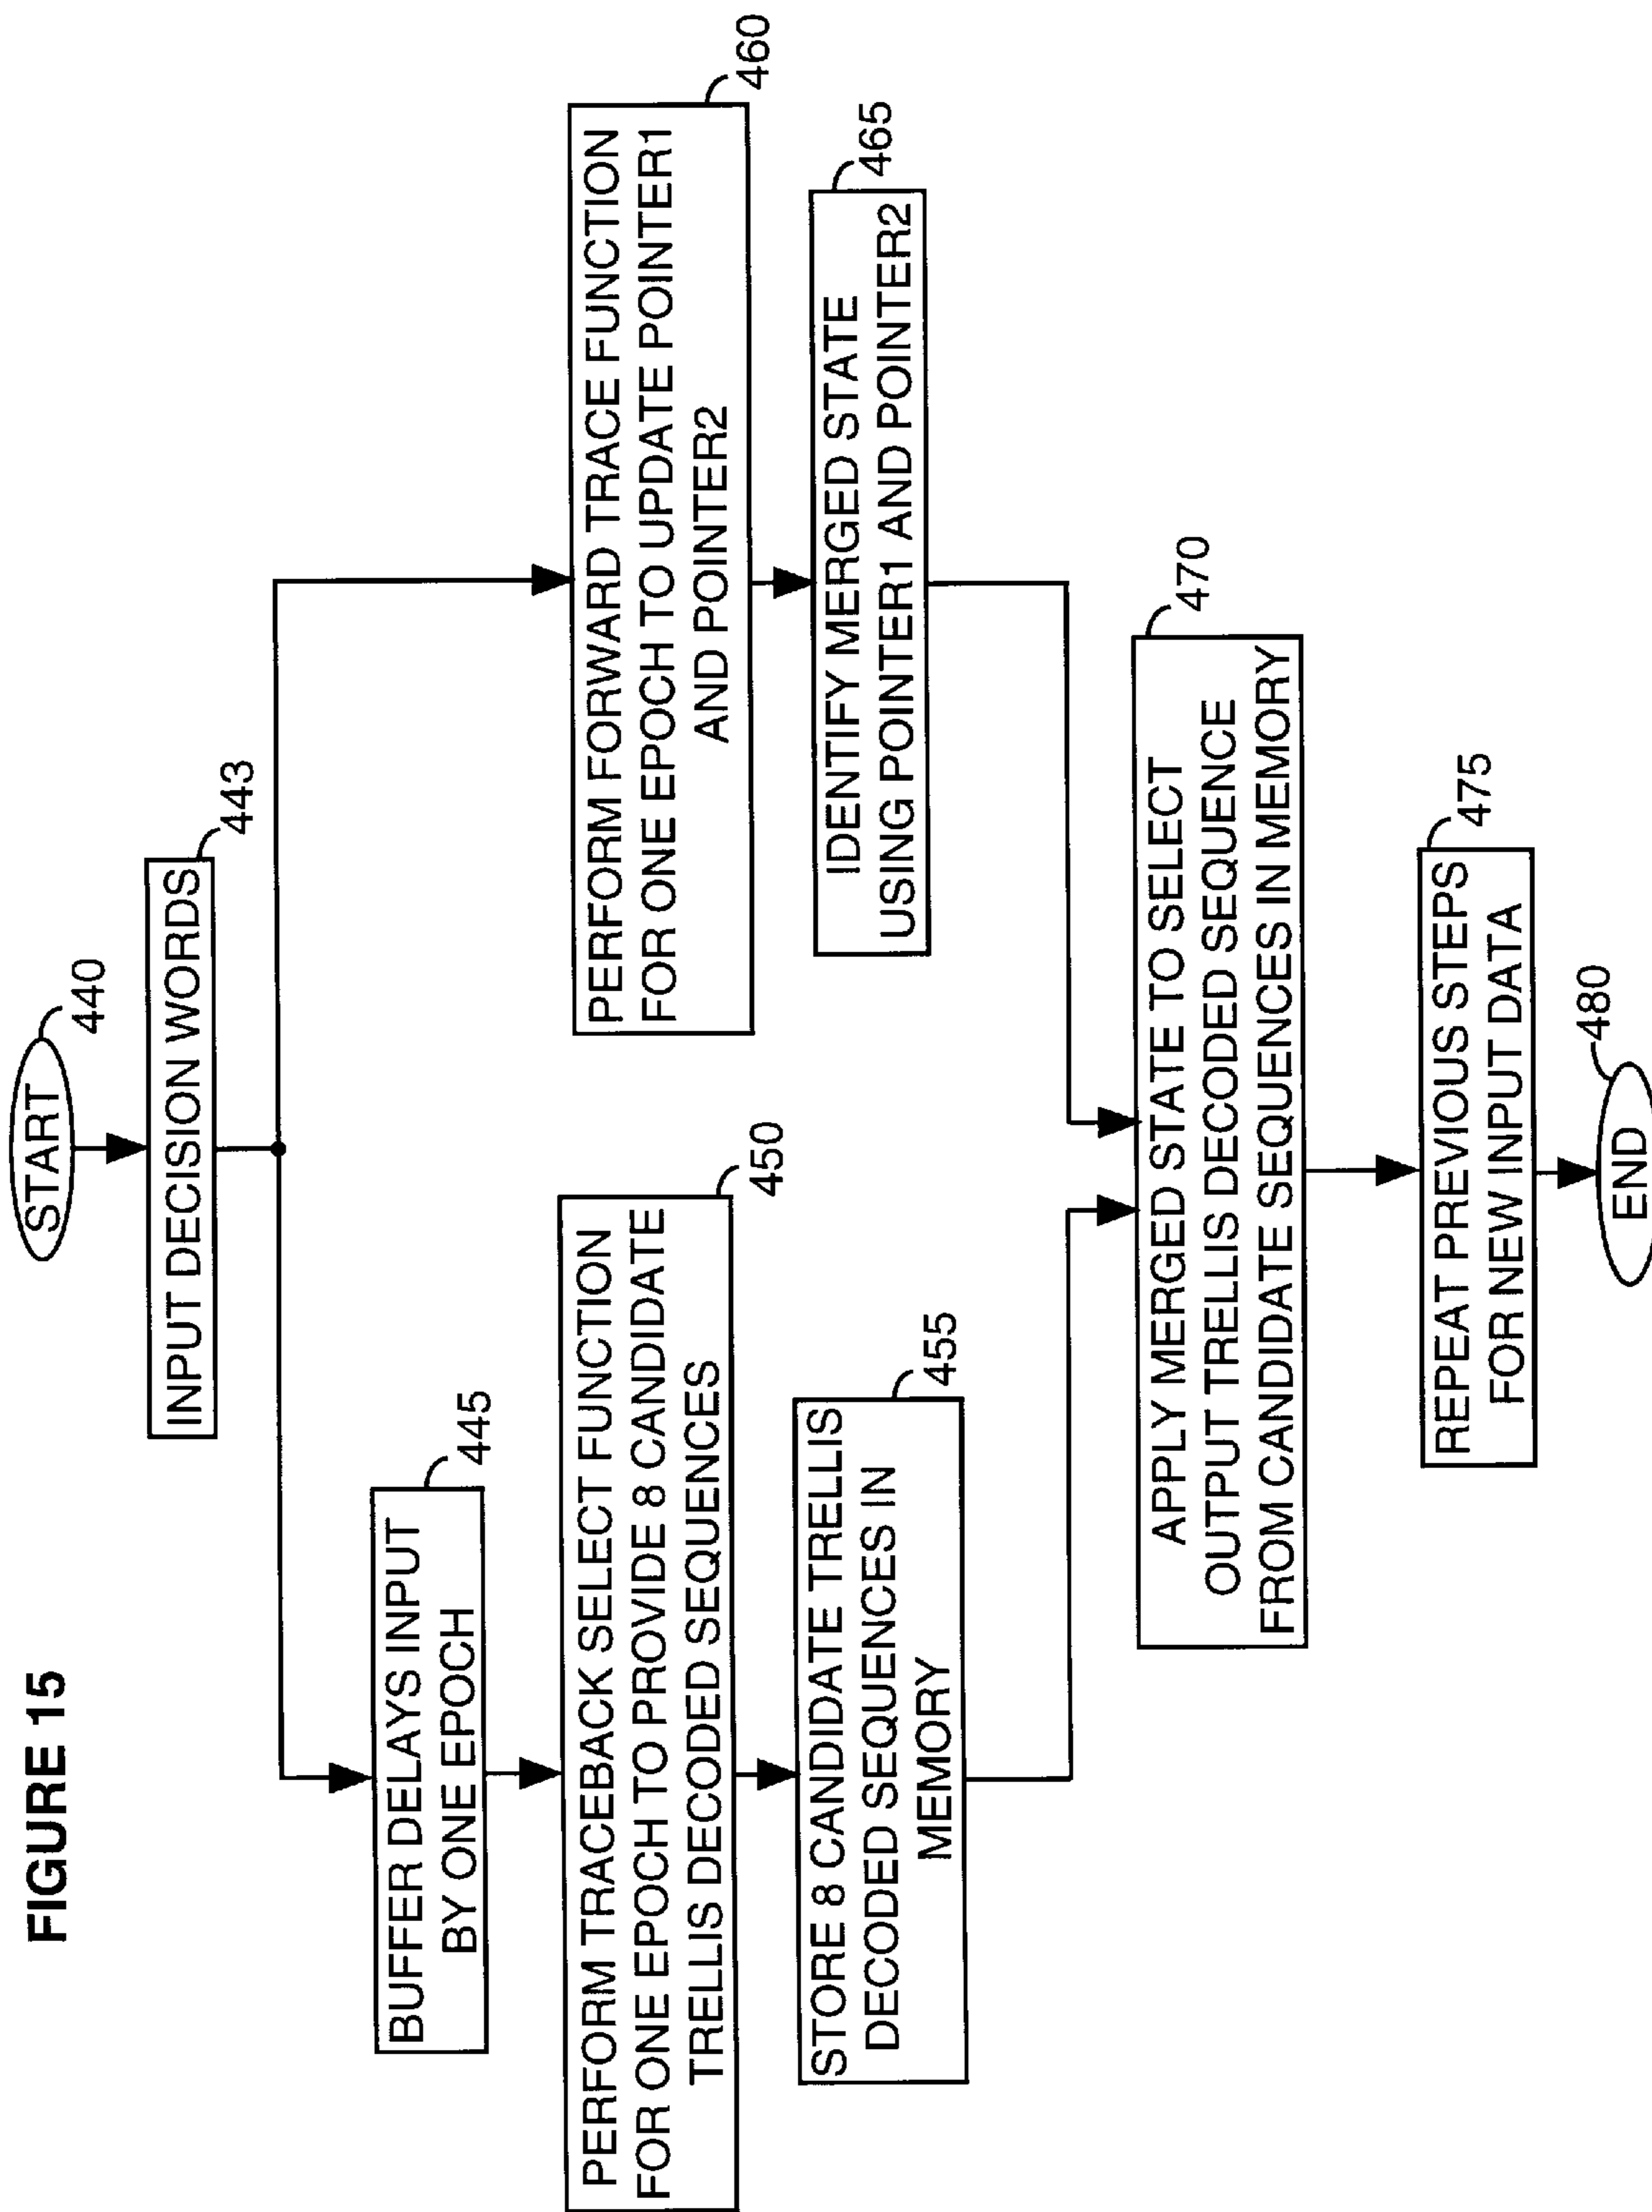 FIGURE 15
START
440
INPUT DECISION WORDS
443
BUFFER DELAYS INPUT
BY ONE EPOCH
445
PERFORM TRACEBACK SELECT FUNCTION
FOR ONE EPOCH TO PROVIDE 8 CANDIDATE
TRELLIS DECODED SEQUENCES
450
STORE 8 CANDIDATE TRELLIS
DECODED SEQUENCES IN
MEMORY
455
PERFORM FORWARD TRACE FUNCTION
FOR ONE EPOCH TO UPDATE POINTER1
AND POINTER2
460
IDENTIFY MERGED STATE
USING POINTER1 AND POINTER2
465
APPLY MERGED STATE TO SELECT
OUTPUT TRELLIS DECODED SEQUENCE
FROM CANDIDATE SEQUENCES IN MEMORY
470
REPEAT PREVIOUS STEPS
FOR NEW INPUT DATA
475
END
480